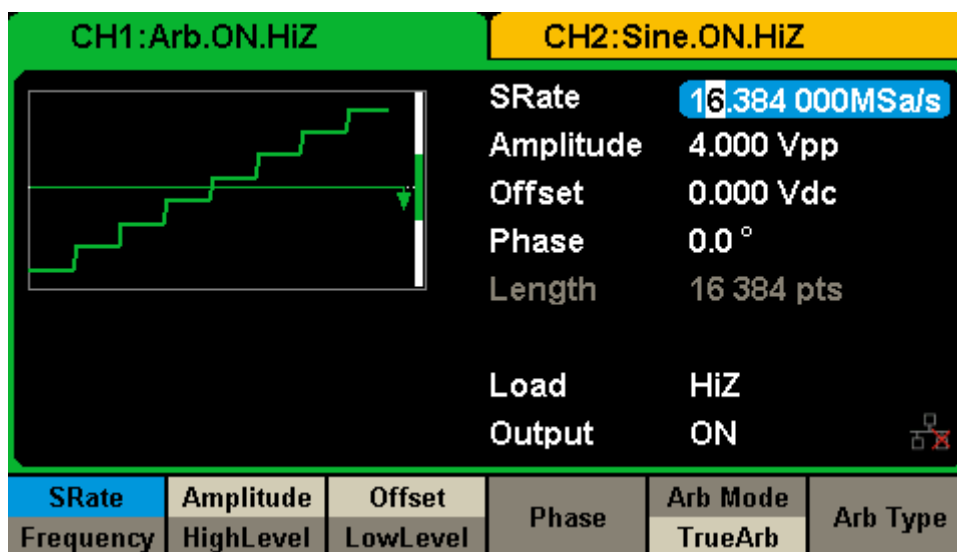 CH1:Arb.ON.HiZ
CH2:Sine.ON.HiZ
SRate 16.384 000MSa/s
Amplitude 4.000 Vpp
Offset 0.000 Vdc
Phase 0.0 °
Length 16 384 pts
Load HiZ
Output ON
SRate Amplitude Offset Phase Arb Mode Arb Type
Frequency HighLevel LowLevel TrueArb